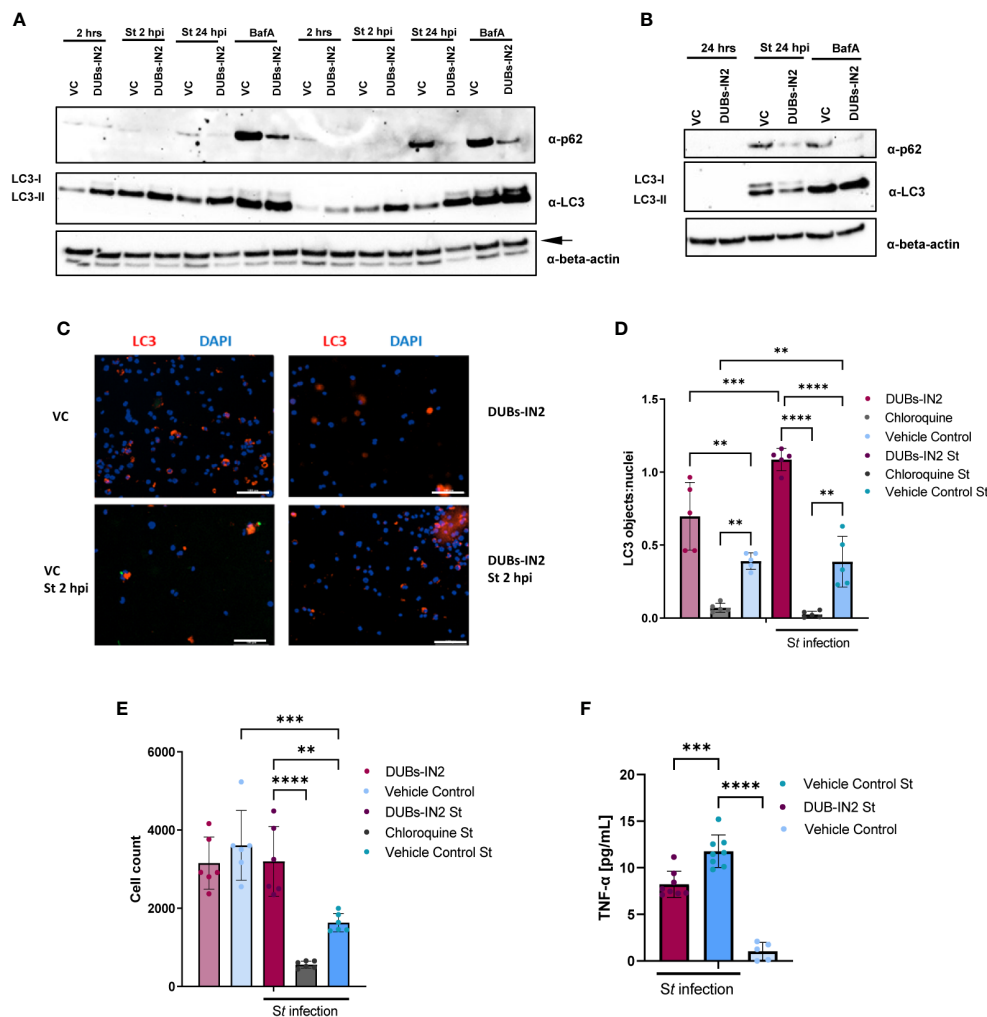 A
2 hrs St 2 hpi St 24 hpi BafA 2 hrs St 2 hpi St 24 hpi BafA
VC DUBs-IN2 VC DUBs-IN2 VC DUBs-IN2 VC DUBs-IN2 VC DUBs-IN2 VC DUBs-IN2 VC DUBs-IN2 VC DUBs-IN2
α-p62
LC3-I
LC3-II
α-LC3
α-beta-actin
B
24 hrs St 24 hpi BafA
VC DUBs-IN2 VC DUBs-IN2 VC DUBs-IN2
α-p62
LC3-I
LC3-II
α-LC3
α-beta-actin
C
LC3 DAPI LC3 DAPI
VC
DUBs-IN2
VC
St 2 hpi
DUBs-IN2
St 2 hpi
D
**
*** ****
****
** **
**
1.5
1.0
0.5
0.0
LC3 objects:nuclei
St infection
DUBs-IN2
Chloroquine
Vehicle Control
DUBs-IN2 St
Chloroquine St
Vehicle Control St
E
***
**
****
6000
4000
2000
0
Cell count
St infection
DUBs-IN2
Vehicle Control
DUBs-IN2 St
Chloroquine St
Vehicle Control St
F
***
****
20
15
10
5
0
TNF-α [pg/mL]
St infection
Vehicle Control St
DUB-IN2 St
Vehicle Control